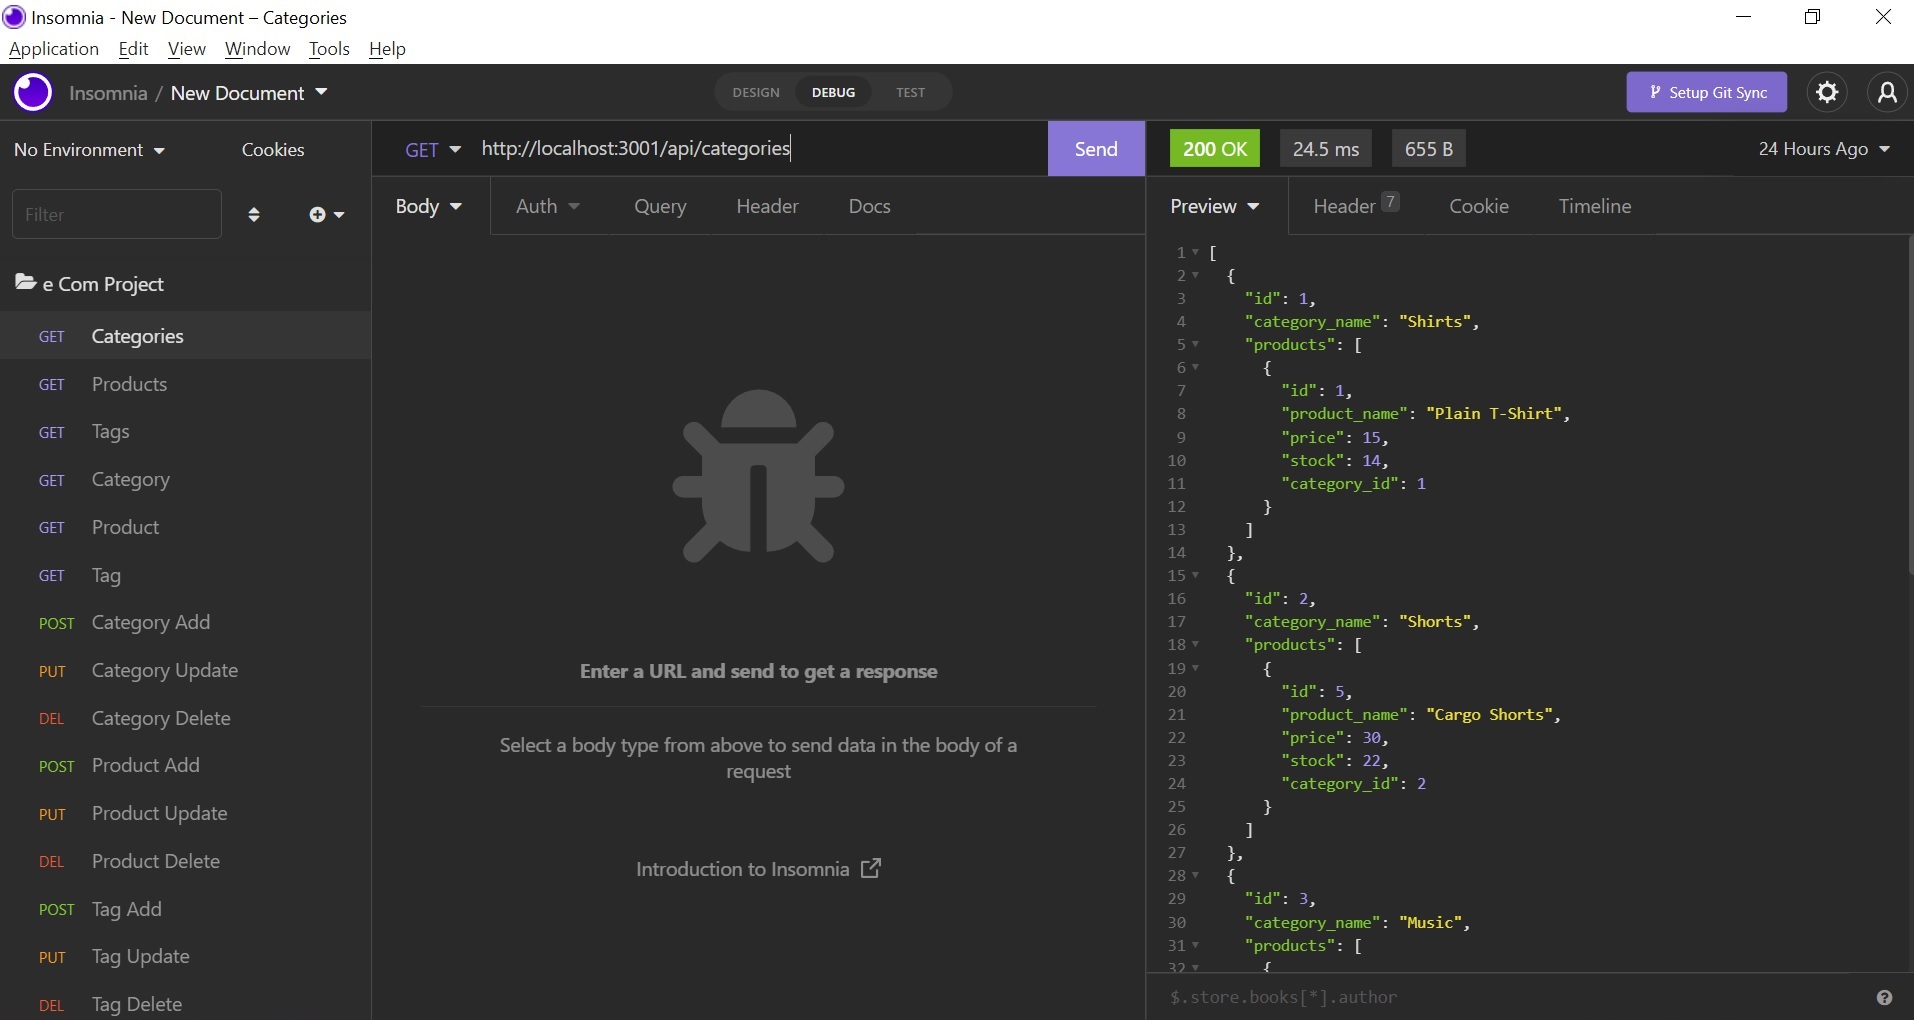 Insomnia - New Document – Categories
Application Edit View Window Tools Help
Insomnia / New Document
DESIGN DEBUG TEST
Setup Git Sync
No Environment Cookies
Filter
e Com Project
GET Categories
GET Products
GET Tags
GET Category
GET Product
GET Tag
POST Category Add
PUT Category Update
DEL Category Delete
POST Product Add
PUT Product Update
DEL Product Delete
POST Tag Add
PUT Tag Update
DEL Tag Delete
GET http://localhost:3001/api/categories Send
Body Auth Query Header Docs
Enter a URL and send to get a response
Select a body type from above to send data in the body of a
request
Introduction to Insomnia
200 OK 24.5 ms 655 B 24 Hours Ago
Preview Header 7 Cookie Timeline
1 [
2 {
3 "id": 1,
4 "category_name": "Shirts",
5 "products": [
6 {
7 "id": 1,
8 "product_name": "Plain T-Shirt",
9 "price": 15,
10 "stock": 14,
11 "category_id": 1
12 }
13 ]
14 },
15 {
16 "id": 2,
17 "category_name": "Shorts",
18 "products": [
19 {
20 "id": 5,
21 "product_name": "Cargo Shorts",
22 "price": 30,
23 "stock": 22,
24 "category_id": 2
25 }
26 ]
27 },
28 {
29 "id": 3,
30 "category_name": "Music",
31 "products": [
32 {
$.store.books[*].author